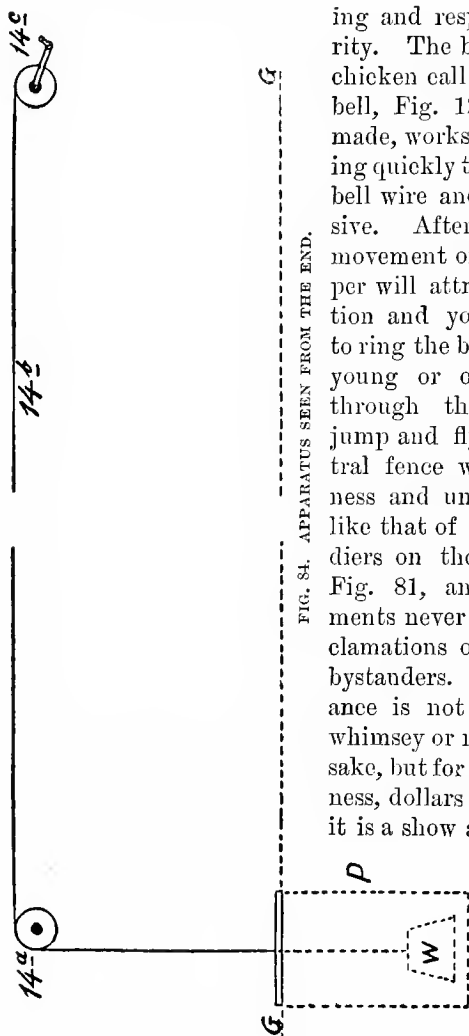 ing and resp
rity. The b
chicken call
bell, Fig. 13
made, works
ing quickly t
bell wire and
sive. After
movement o
per will attr
tion and yo
to ring the b
young or o
through th
jump and fl
tral fence w
ness and un
like that of
diers on the
Fig. 81, an
ments never
clamations o
bystanders.
ance is not
whimsey or
sake, but for
ness, dollars
it is a show a
FIG. 84. APPARATUS SEEN FROM THE END.
14a
14b
14c
G
G
P
W